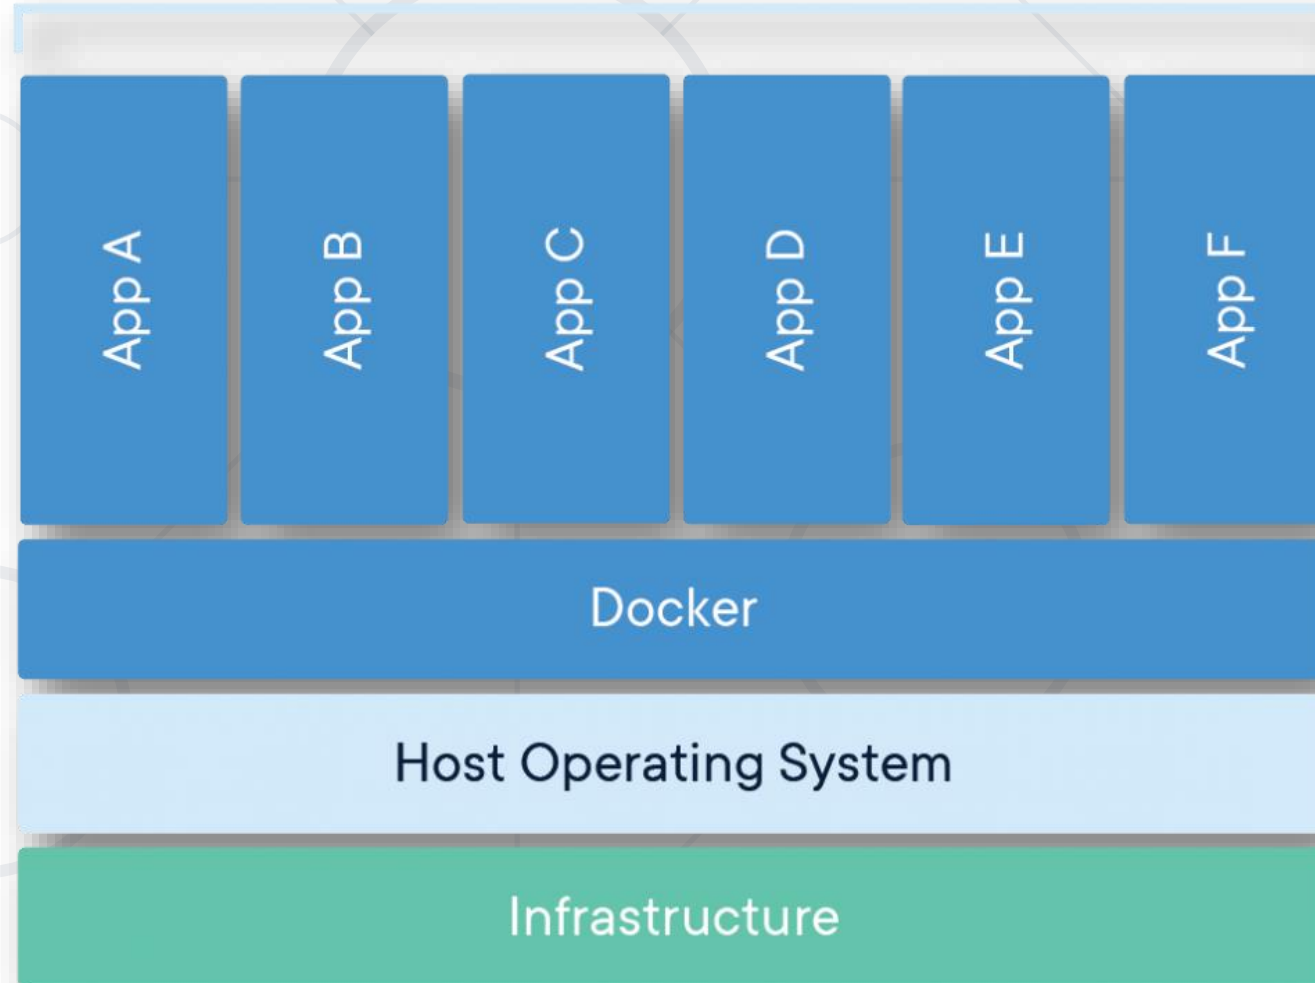 App A
App B
App C
App D
App E
App F
Docker
Host Operating System
Infrastructure